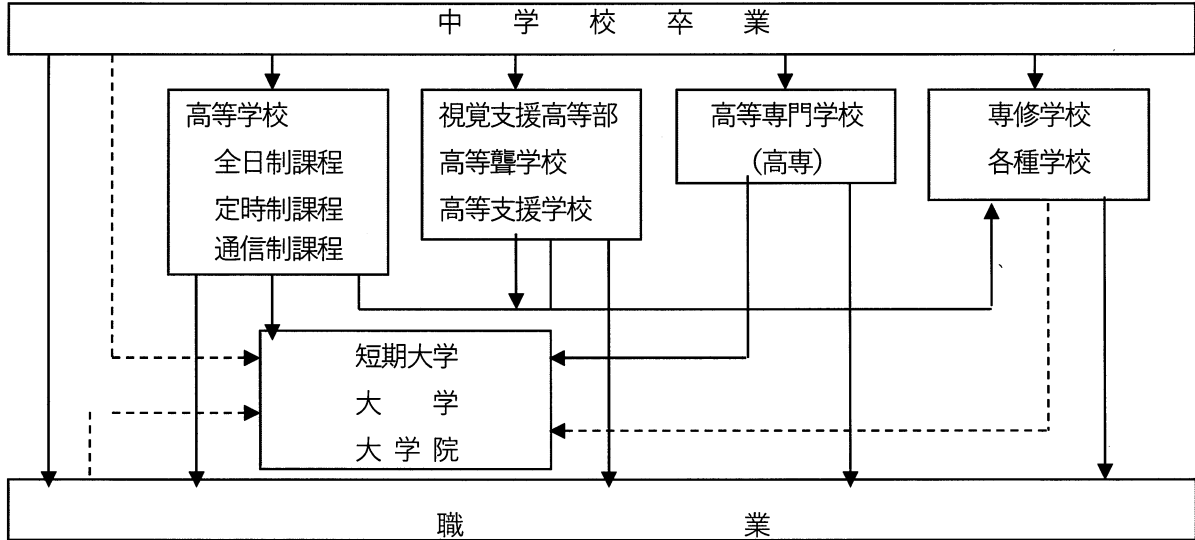 中学校卒業
高等学校
全日制課程
定時制課程
通信制課程
視覚支援高等部
高等聾学校
高等支援学校
高等専門学校
(高専)
専修学校
各種学校
短期大学
大学
大学院
職業